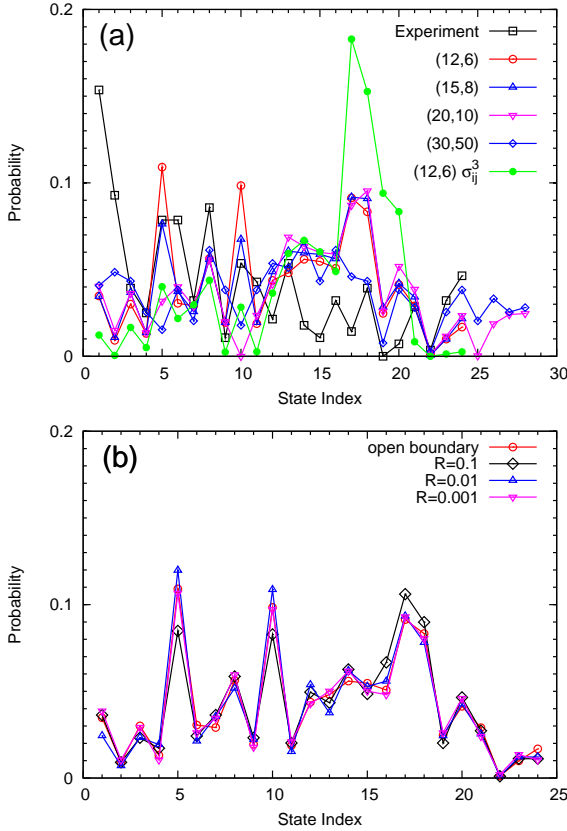 (a)
Experiment
(12,6)
(15,8)
(20,10)
(30,50)
(12,6) σ³ᵢⱼ
Probability
0.2
0.1
0
0 5 10 15 20 25 30
State Index
(b)
open boundary
R=0.1
R=0.01
R=0.001
Probability
0.2
0.1
0
0 5 10 15 20 25
State Index